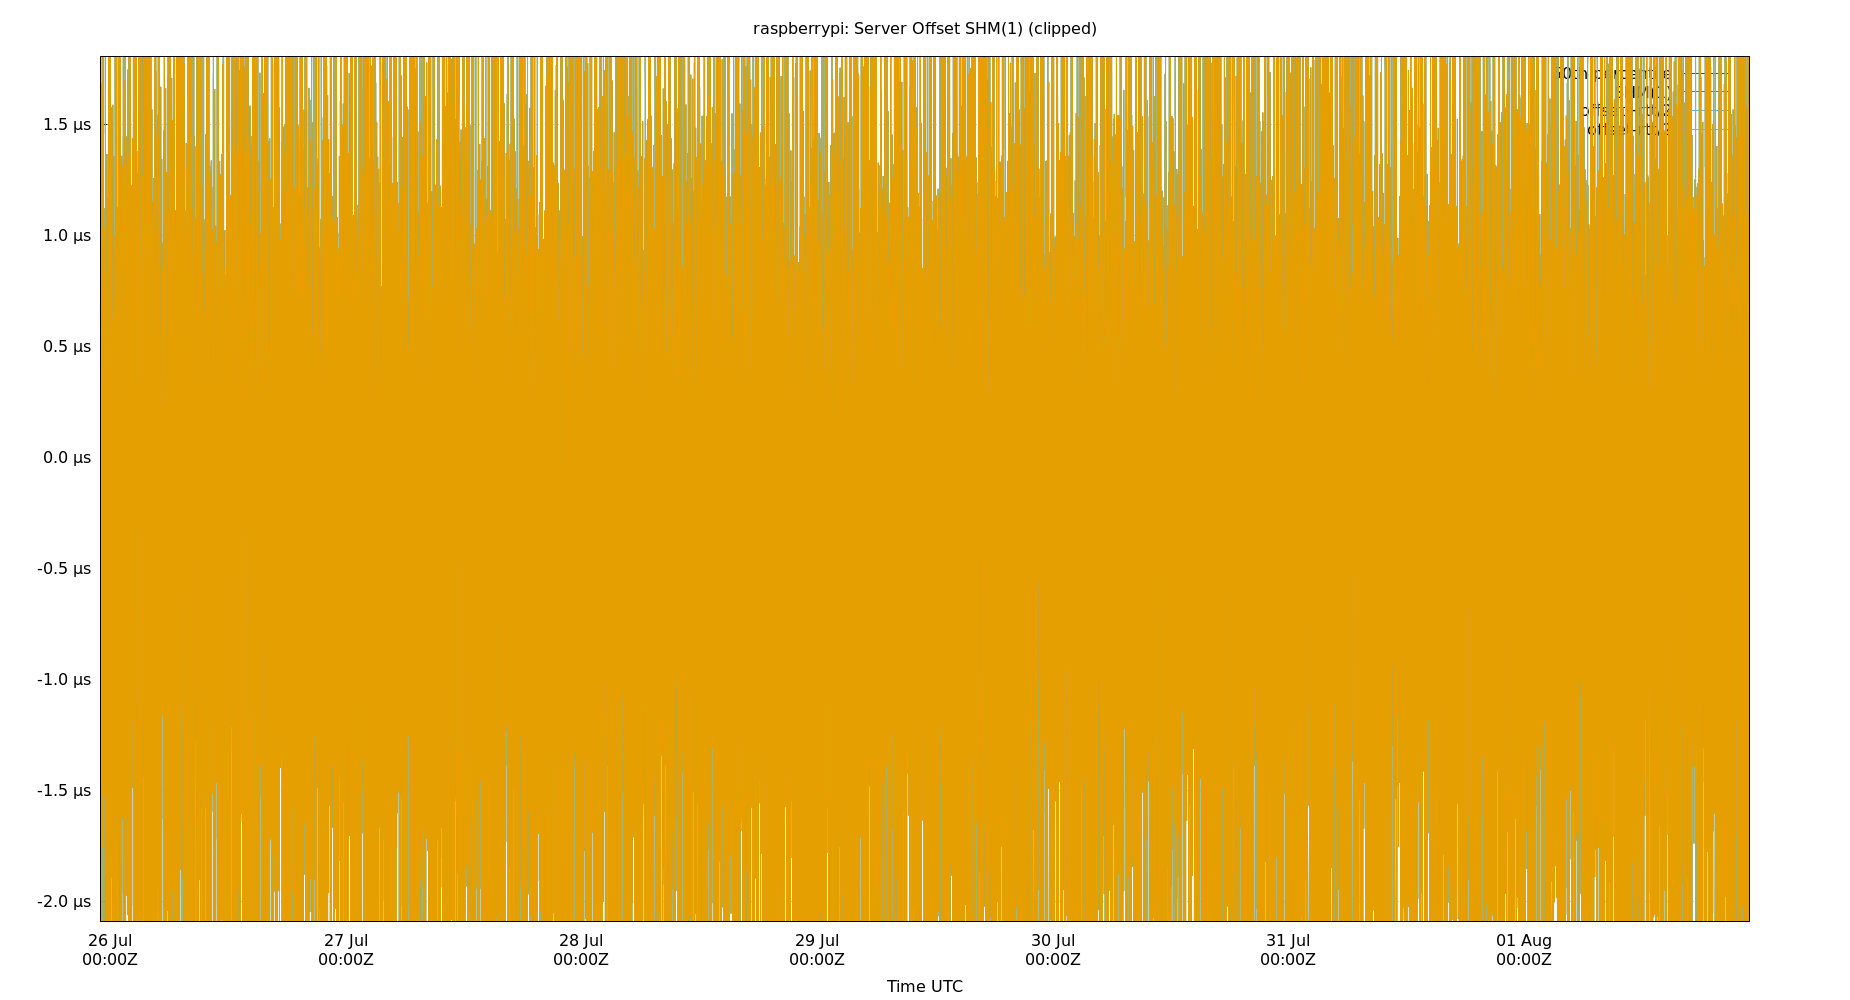 raspberrypi: Server Offset SHM(1) (clipped)
1.5 µs
1.0 µs
0.5 µs
0.0 µs
-0.5 µs
-1.0 µs
-1.5 µs
-2.0 µs
26 Jul 27 Jul 28 Jul 29 Jul 30 Jul 31 Jul 01 Aug
00:00Z 00:00Z 00:00Z 00:00Z 00:00Z 00:00Z 00:00Z
Time UTC